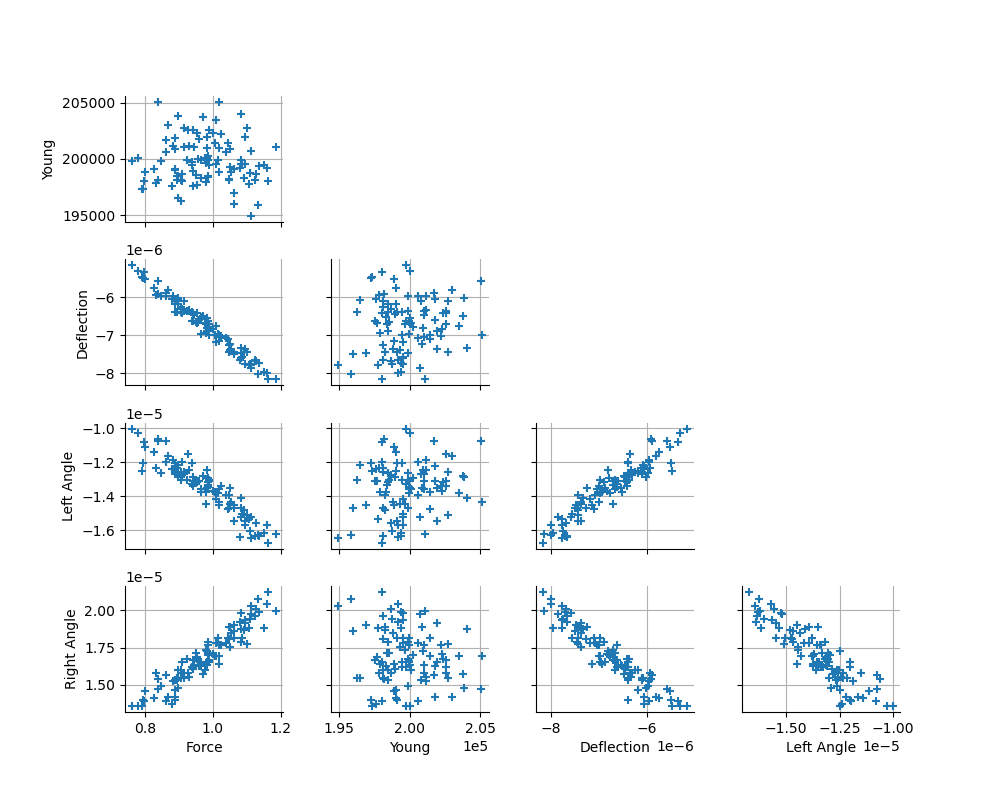 205000
200000
195000
Young
1e−6
−6
−7
−8
Deflection
1e−5
−1.0
−1.2
−1.4
−1.6
Left Angle
1e−5
2.00
1.75
1.50
Right Angle
0.8 1.0 1.2
Force
1.95 2.00 2.05
Young 1e5
−8 −6
Deflection 1e−6
−1.50 −1.25 −1.00
Left Angle 1e−5